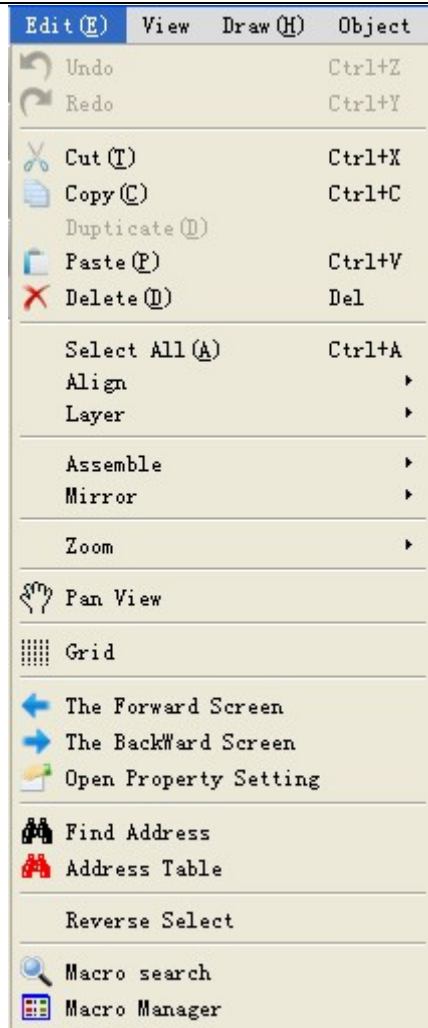 Edit(E) View Draw(H) Object
Undo Ctrl+Z
Redo Ctrl+Y
Cut(T) Ctrl+X
Copy(C) Ctrl+C
Dupticate(D)
Paste(P) Ctrl+V
Delete(D) Del
Select All(A) Ctrl+A
Align
Layer
Assemble
Mirror
Zoom
Pan View
Grid
The Forward Screen
The BackWard Screen
Open Property Setting
Find Address
Address Table
Reverse Select
Macro search
Macro Manager